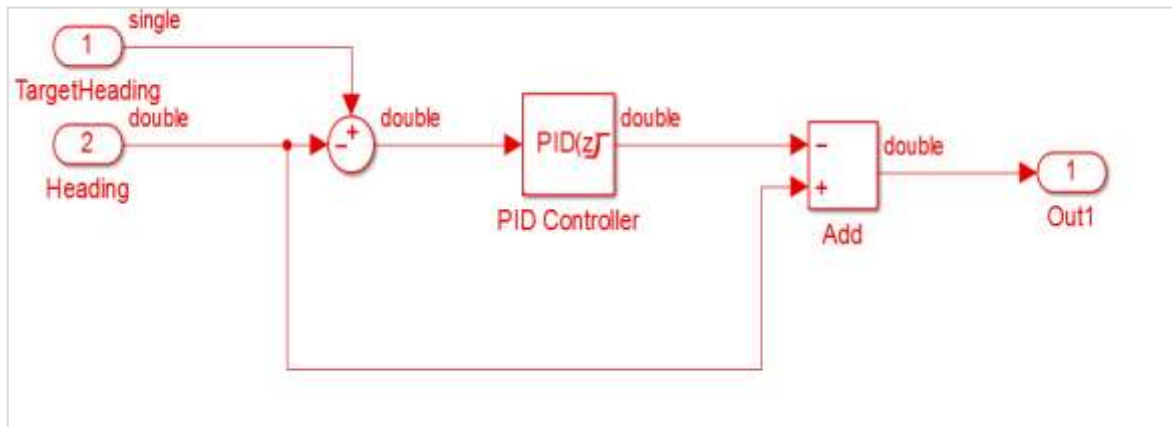 single
1
TargetHeading
double
2
Heading
+
−
double
PID(z)
PID Controller
double
−
+
Add
double
1
Out1